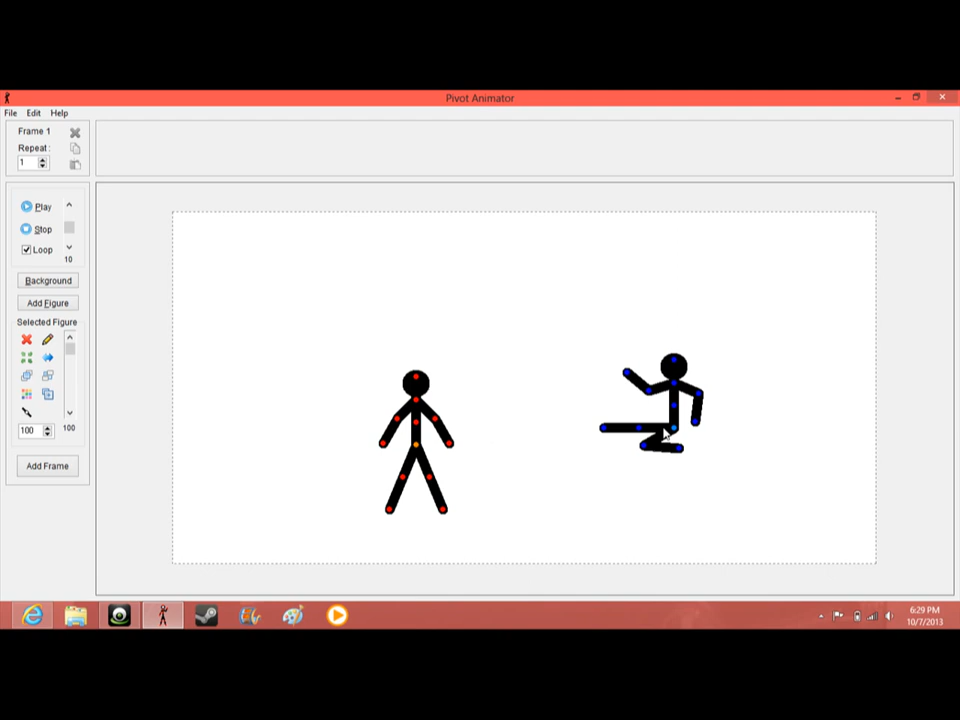 Pivot Animator
File Edit Help
Frame 1
Repeat:
1
Play
Stop
Loop
10
Background
Add Figure
Selected Figure
100
100
Add Frame
6:29 PM
10/7/2013